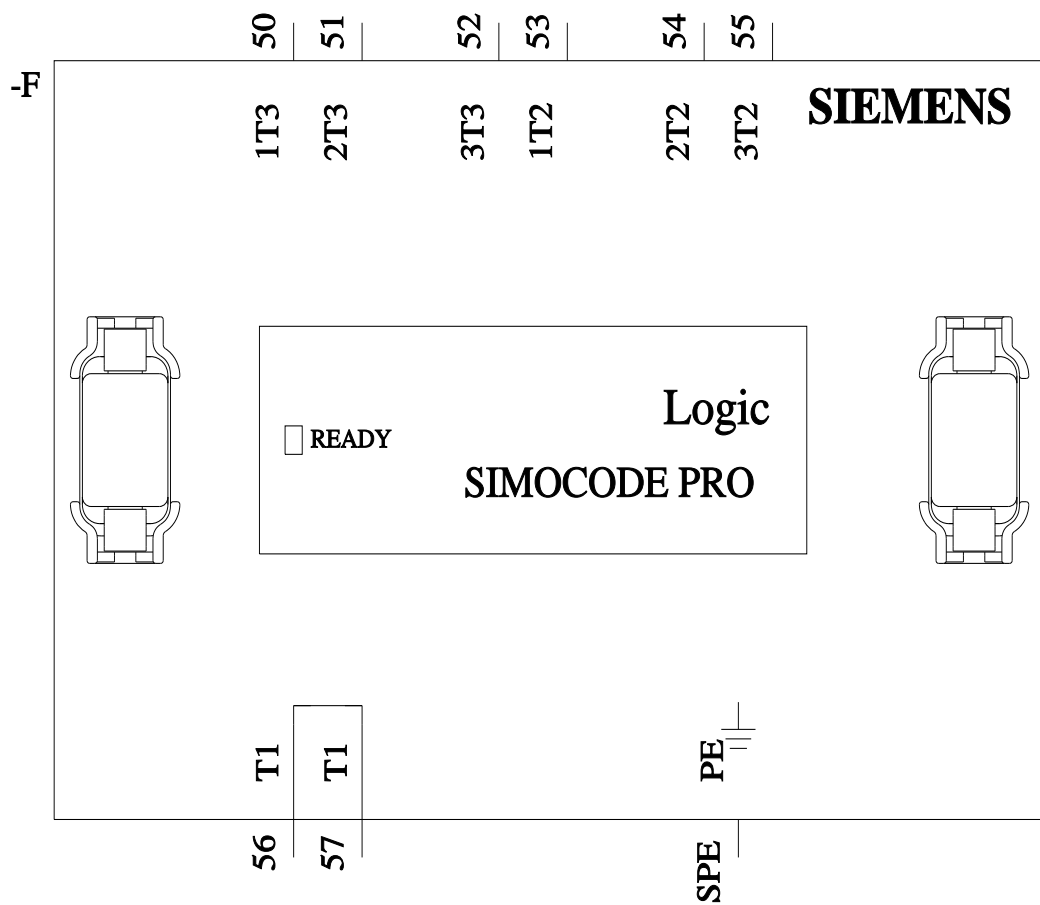 50 51 52 53 54 55
-F
SIEMENS
1T3 2T3 3T3 1T2 2T2 3T2
Logic
READY
SIMOCODE PRO
T1 T1 PE
56 57 SPE